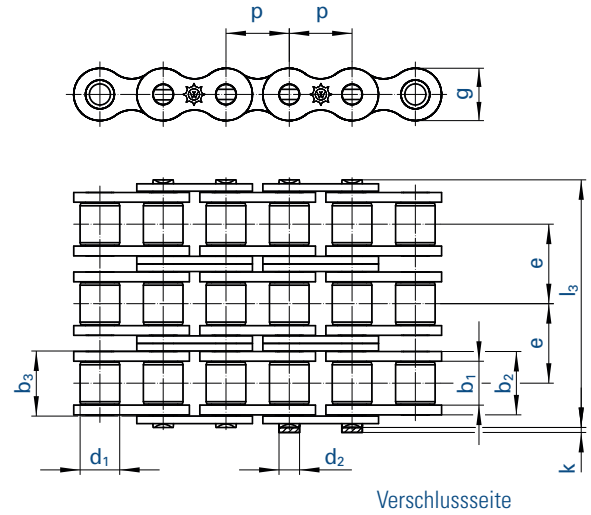 p p
g
e
l₃
e
b₃
b₁
b₂
d₁
d₂
k
Verschlussseite